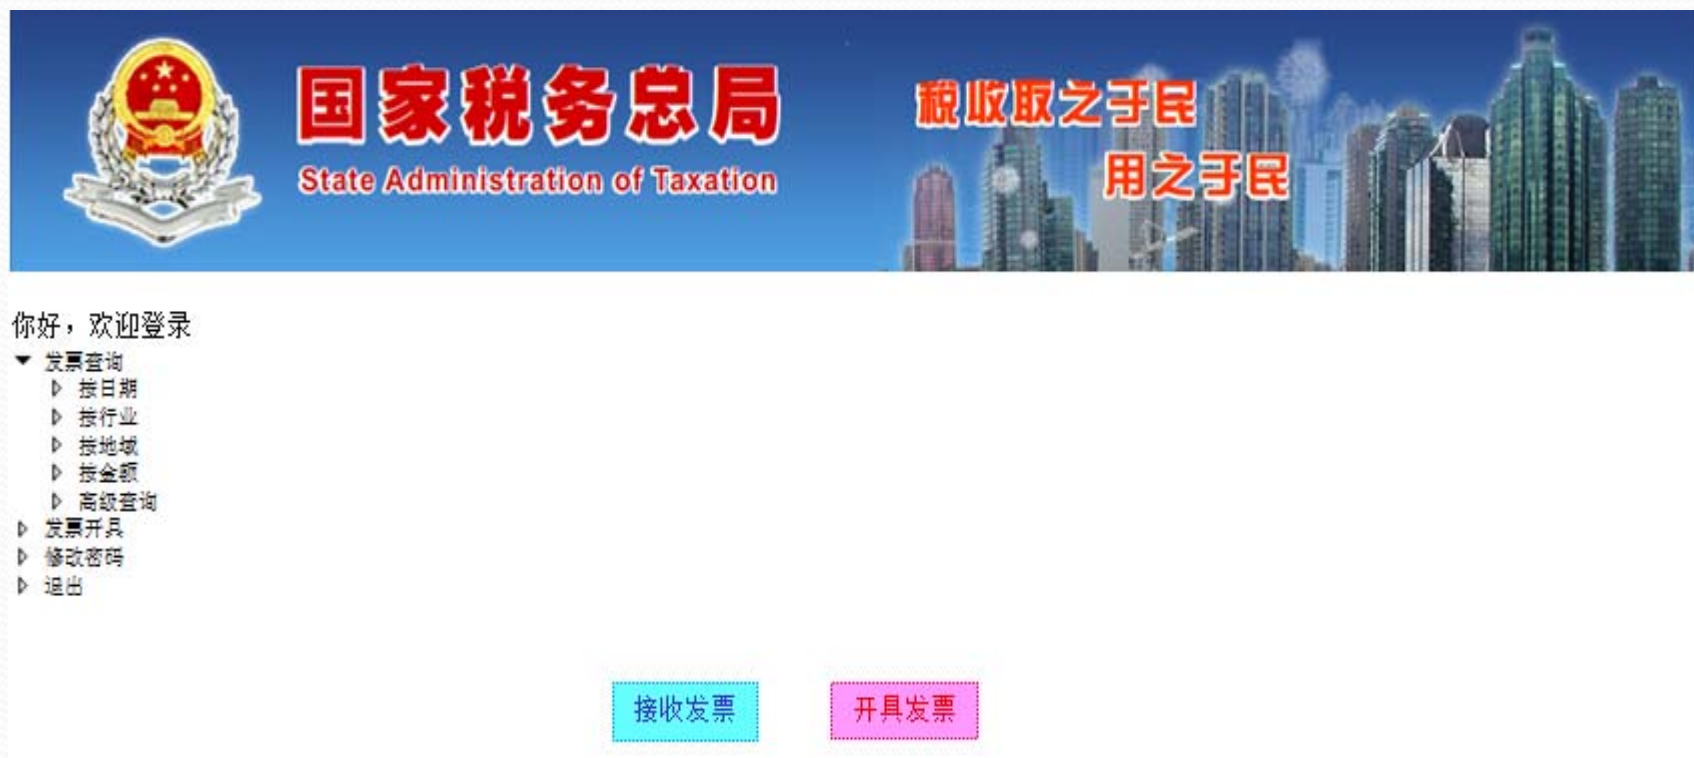 国家税务总局
State Administration of Taxation
税收取之于民
用之于民
你好，欢迎登录
发票查询
按日期
按行业
按地域
按金额
高级查询
发票开具
修改密码
退出
接收发票
开具发票